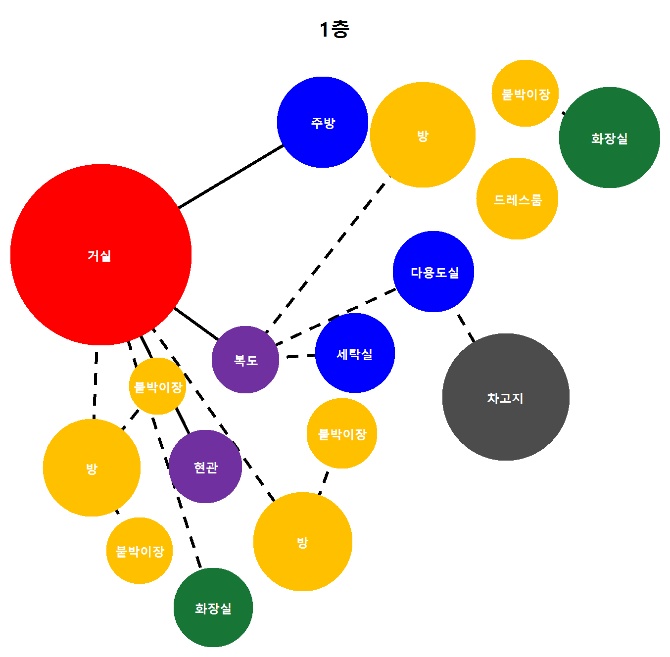 1층
붙박이장
주방
방
화장실
드레스룸
거실
다용도실
복도
세탁실
붙박이장
차고지
붙박이장
방
현관
방
붙박이장
화장실